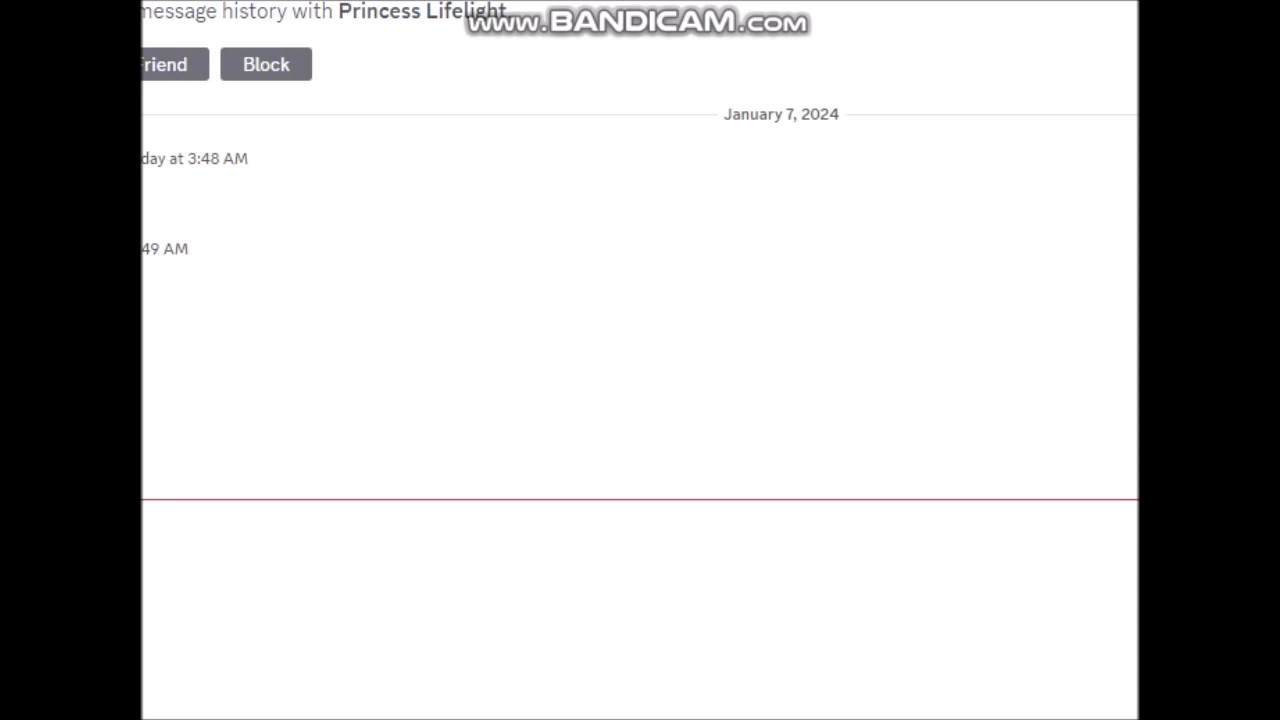 message history with Princess Lifelight
www.BANDICAM.com
Friend Block
January 7, 2024
day at 3:48 AM
49 AM